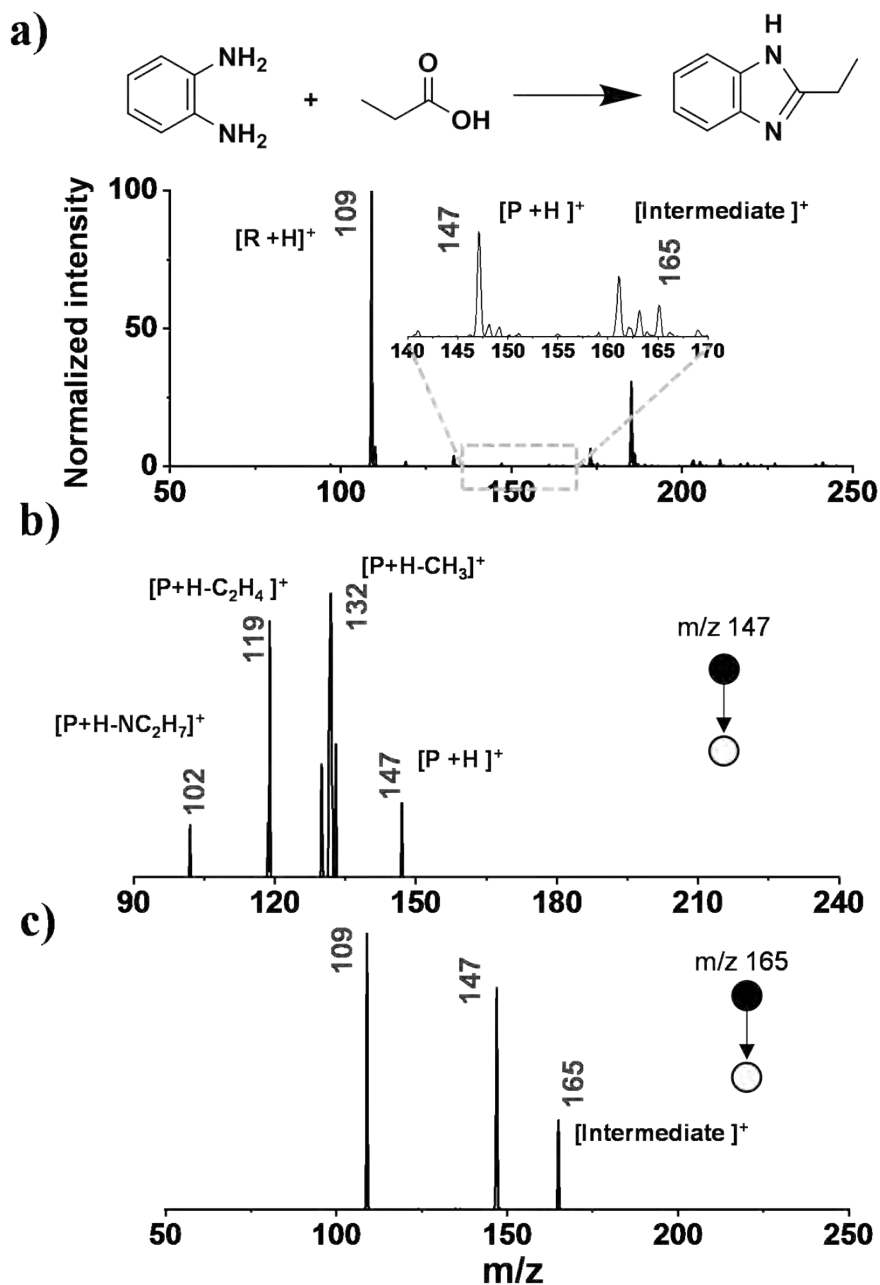 a)
NH₂
NH₂
+
O
OH
H
N
N
Normalized intensity
100
50
0
[R +H]⁺
109
147
[P +H ]⁺
[Intermediate ]⁺
165
140 145 150 155 160 165 170
50 100 150 200 250
b)
[P+H-NC₂H₇]⁺
102
[P+H-C₂H₄ ]⁺
119
[P+H-CH₃]⁺
132
147
[P +H ]⁺
m/z 147
90 120 150 180 210 240
c)
109
147
165
[Intermediate ]⁺
m/z 165
50 100 150 200 250
m/z